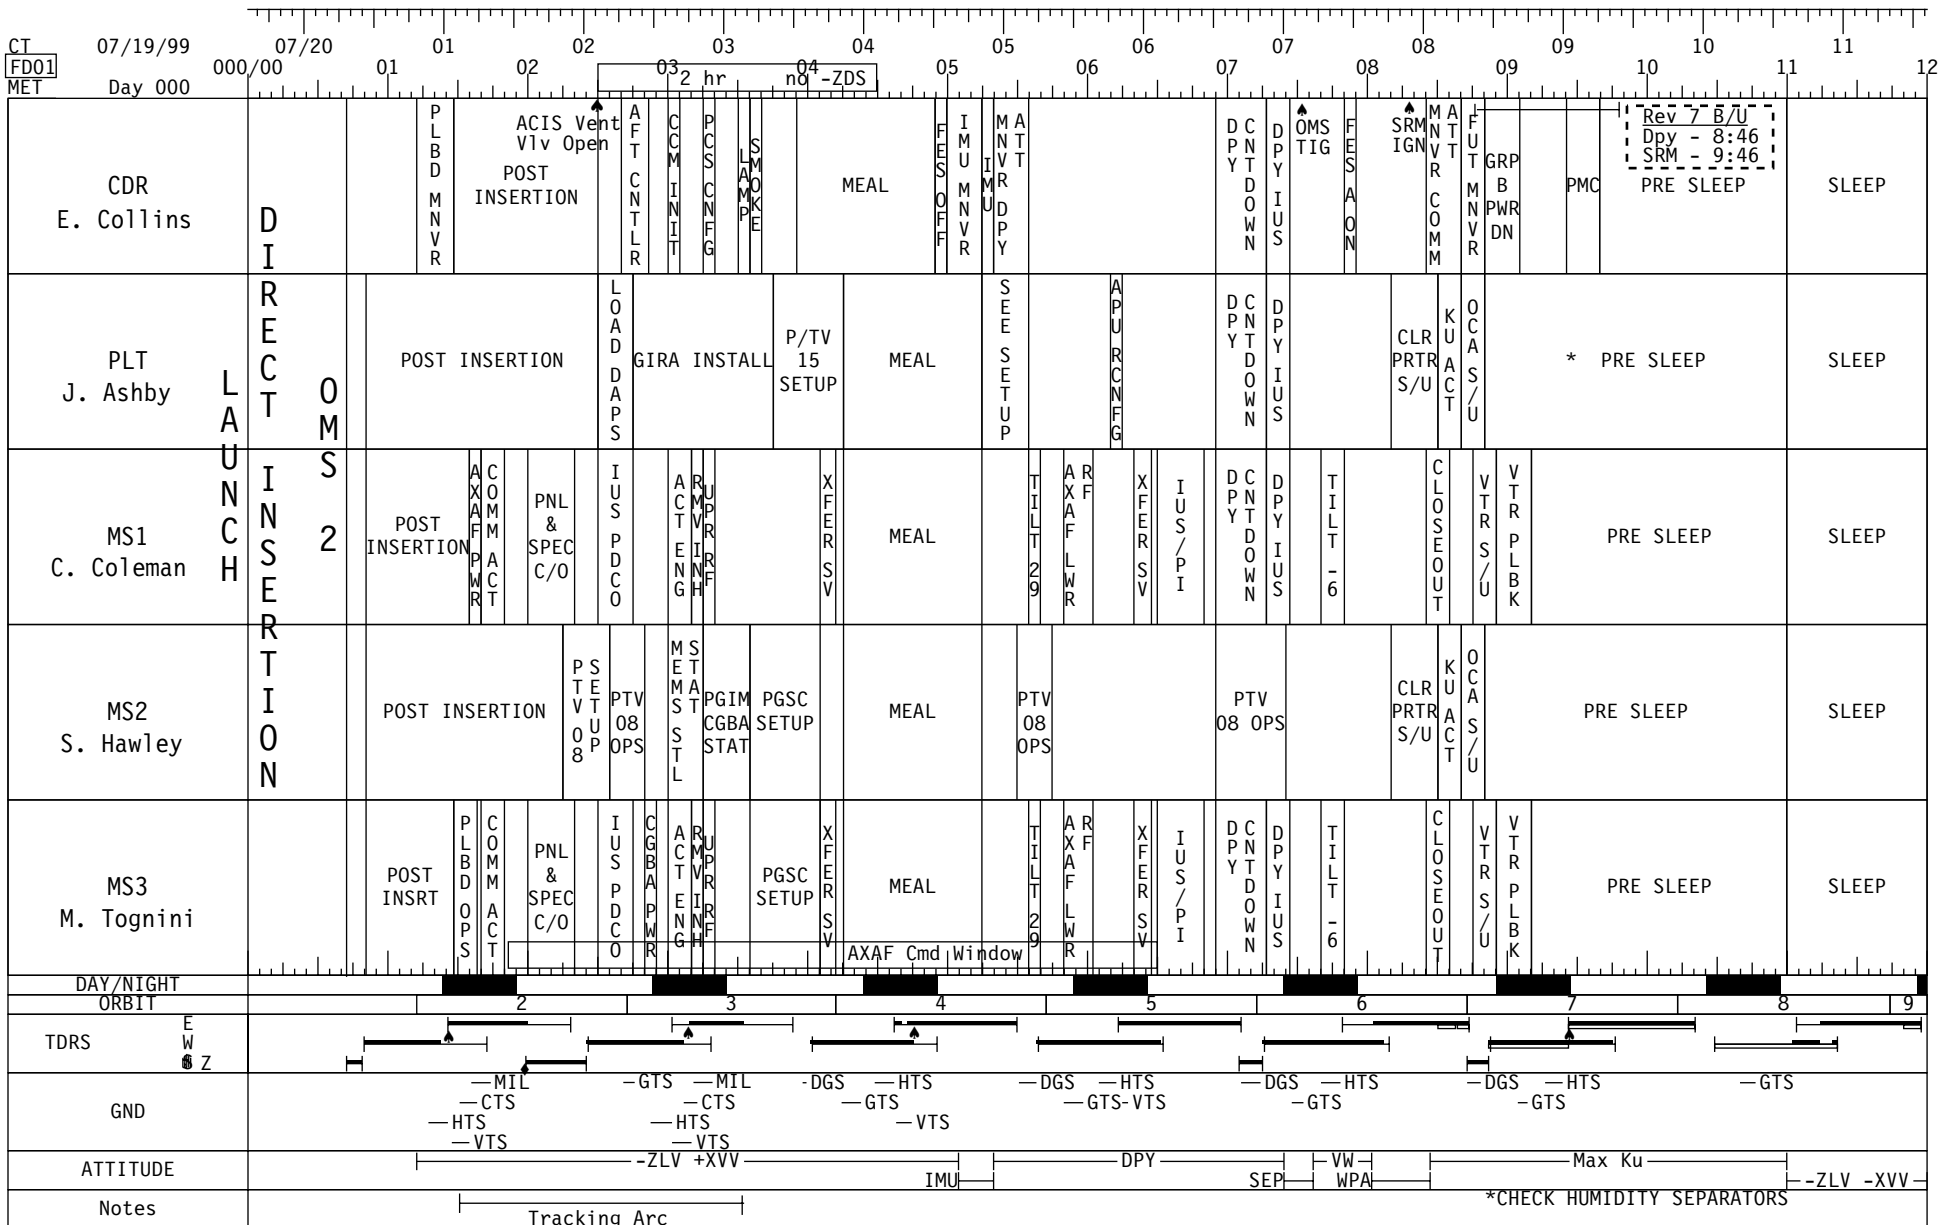 CT 07/19/99 07/20 01 02 03 04 05 06 07 08 09 10 11
FD01 000/00 01 02 03 04 05 06 07 08 09 10 11 12
MET Day 000
2 hr no -ZDS
CDR
E. Collins
PLBD MNVR
ACIS Vent
Vlv Open
POST
INSERTION
AFT CNTLR
CCM INIT
PCS CNFG
LAMP
SMOKE
MEAL
FES OFF
IMU MNVR
IMU
MNVR DPY
ATT
DPY
CNTDOWN
DPY IUS
OMS
TIG
FES A ON
SRM
IGN
MNVR COMM
ATT
FUT MNVR
GRP
B
PWR
DN
PMC
Rev 7 B/U
Dpy - 8:46
SRM - 9:46
PRE SLEEP
SLEEP
LAUNCH
DIRECT INSERTION
OMS 2
PLT
J. Ashby
POST INSERTION
LOAD DAPS
GIRA INSTALL
P/TV
15
SETUP
MEAL
SEE SETUP
APU RCNFG
DPY
CNTDOWN
DPY IUS
CLR
PRTR
S/U
KU ACT
OCA S/U
* PRE SLEEP
SLEEP
MS1
C. Coleman
POST
INSERTION
AXAF PWR
COMM ACT
PNL
&
SPEC
C/O
IUS PDCO
ACT ENG
RMV INH
UPR RF
XFER SV
MEAL
TILT 29
AXAF LWR
RF
XFER SV
IUS/PI
DPY
CNTDOWN
DPY IUS
TILT -6
CLOSEOUT
VTR S/U
VTR PLBK
PRE SLEEP
SLEEP
MS2
S. Hawley
POST INSERTION
PTV 08
SETUP
PTV
08
OPS
MEMS STL
STAT
PGIM
CGBA
STAT
PGSC
SETUP
MEAL
PTV
08
OPS
PTV
08 OPS
CLR
PRTR
S/U
KU ACT
OCA S/U
PRE SLEEP
SLEEP
MS3
M. Tognini
POST
INSRT
PLBD OPS
COMM ACT
PNL
&
SPEC
C/O
IUS PDCO
CGBA PWR
ACT ENG
RMV INH
UPR RF
PGSC
SETUP
XFER SV
MEAL
TILT 29
AXAF LWR
RF
XFER SV
IUS/PI
DPY
CNTDOWN
DPY IUS
TILT -6
CLOSEOUT
VTR S/U
VTR PLBK
PRE SLEEP
SLEEP
AXAF Cmd Window
DAY/NIGHT
ORBIT 2 3 4 5 6 7 8 9
TDRS
E
W
Z
GND
MIL GTS MIL DGS HTS DGS HTS DGS HTS DGS HTS GTS
CTS CTS GTS GTS VTS GTS GTS
HTS HTS VTS
VTS VTS
ATTITUDE -ZLV +XVV DPY VW Max Ku
IMU SEP WPA -ZLV -XVV
Notes Tracking Arc *CHECK HUMIDITY SEPARATORS